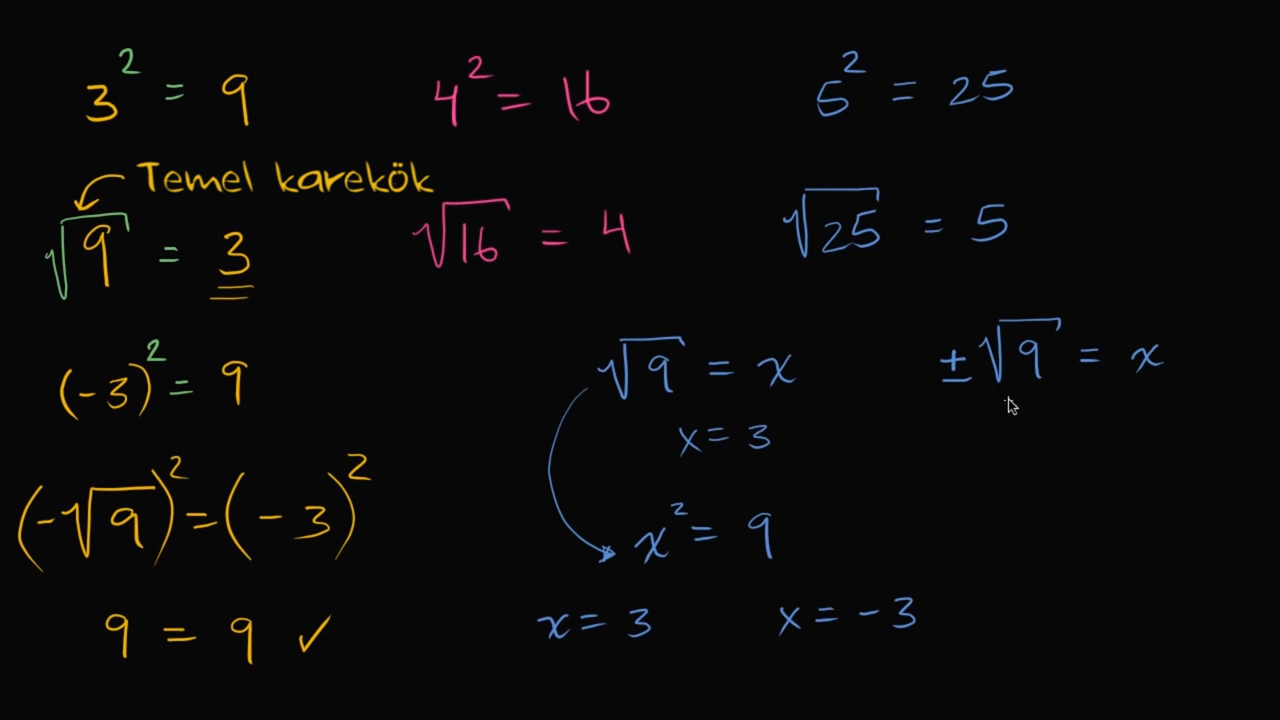 3² = 9
4² = 16
5² = 25
Temel karekök
√9 = 3
√16 = 4
√25 = 5
(-3)² = 9
√9 = x
±√9 = x
x = 3
(-√9)² = (-3)²
x² = 9
9 = 9 ✓
x = 3
x = -3